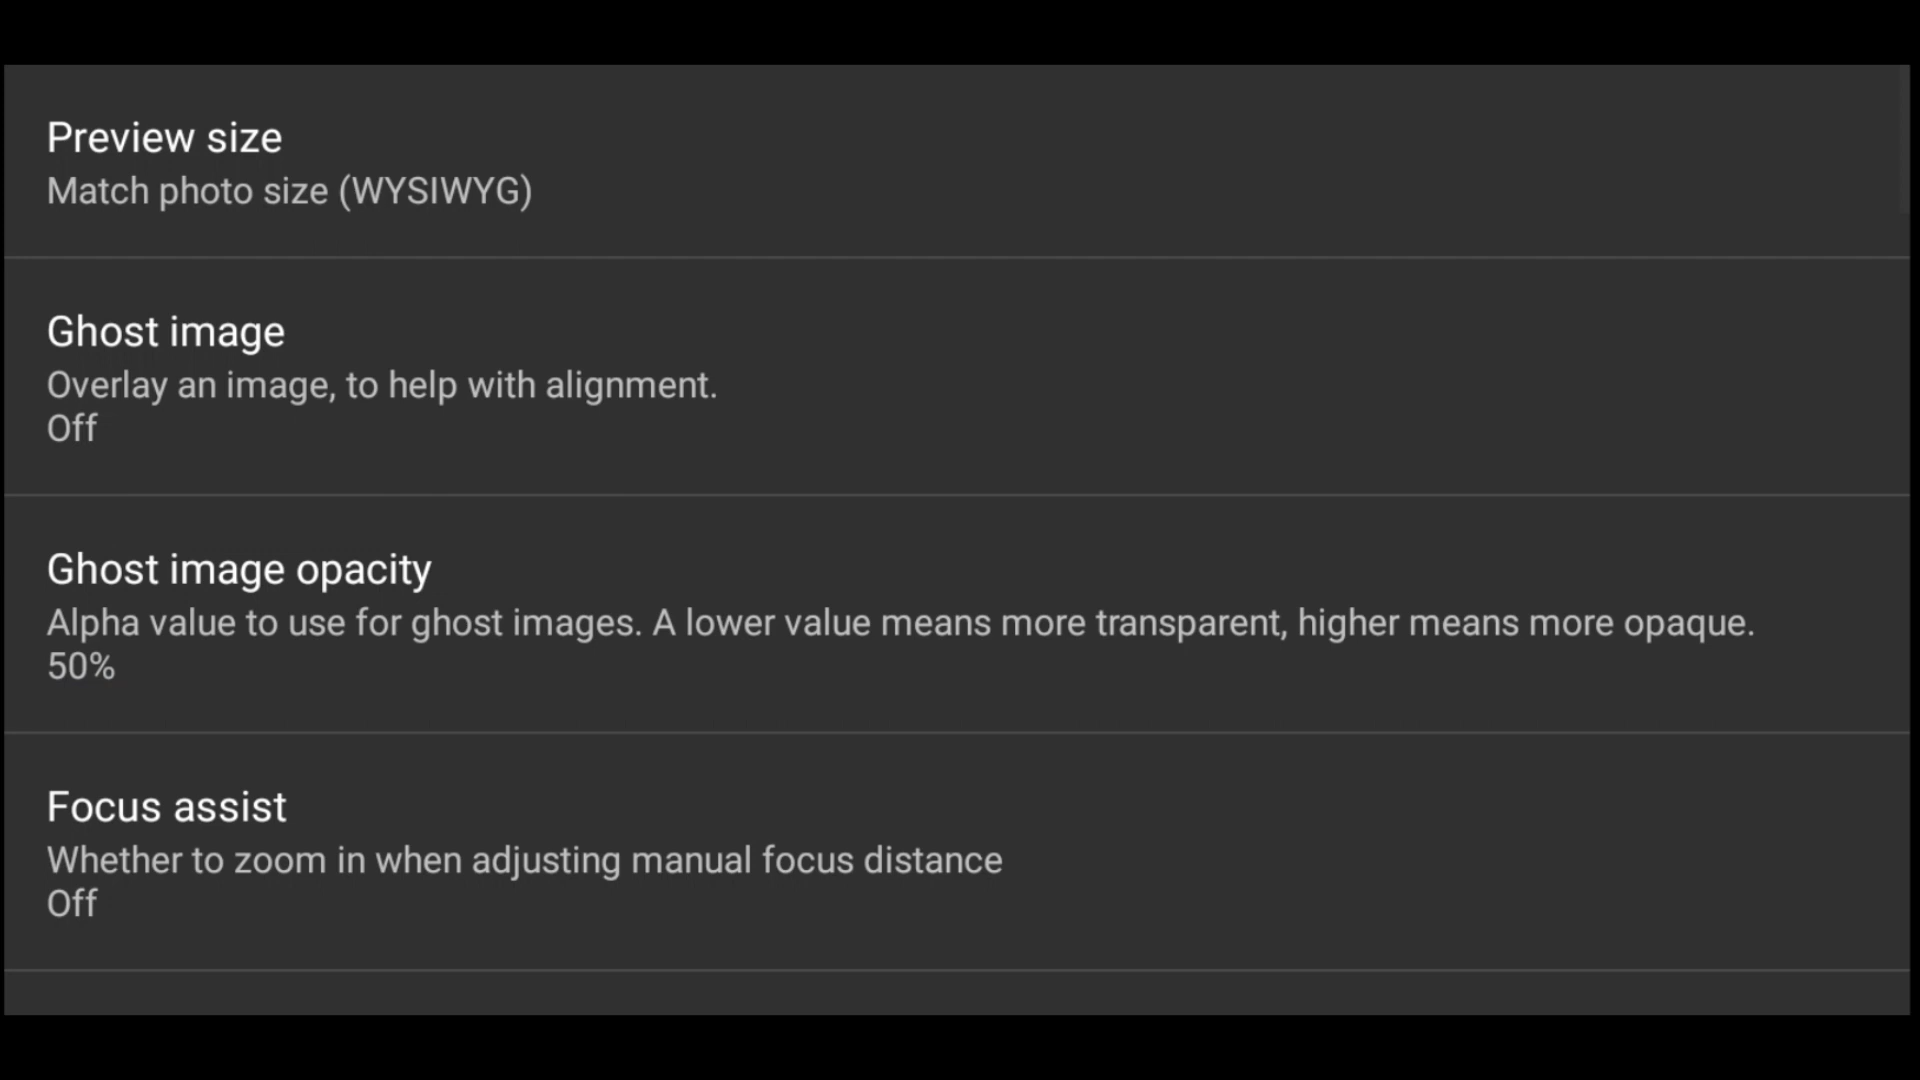 Preview size
Match photo size (WYSIWYG)
Ghost image
Overlay an image, to help with alignment.
Off
Ghost image opacity
Alpha value to use for ghost images. A lower value means more transparent, higher means more opaque.
50%
Focus assist
Whether to zoom in when adjusting manual focus distance
Off